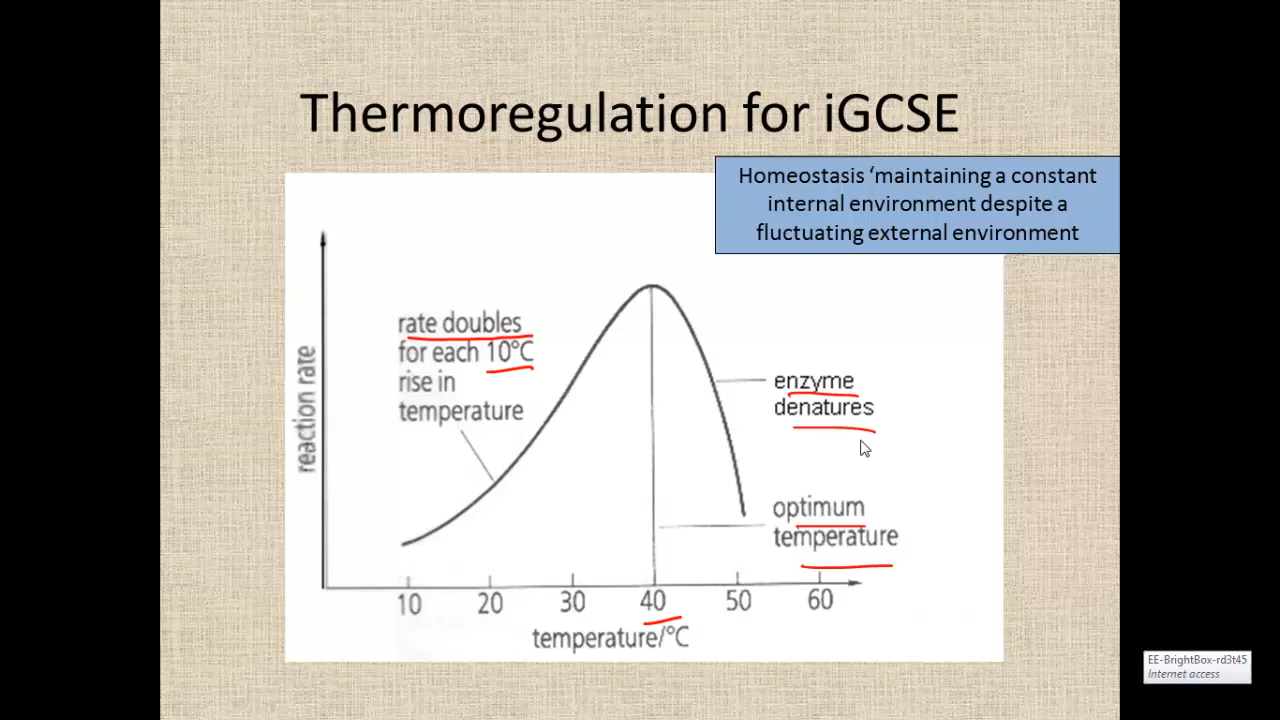 Thermoregulation for iGCSE
Homeostasis ‘maintaining a constant
internal environment despite a
fluctuating external environment
reaction rate
rate doubles
for each 10°C
rise in
temperature
enzyme
denatures
optimum
temperature
10 20 30 40 50 60
temperature/°C
EE-BrightBox-rd3t45
Internet access